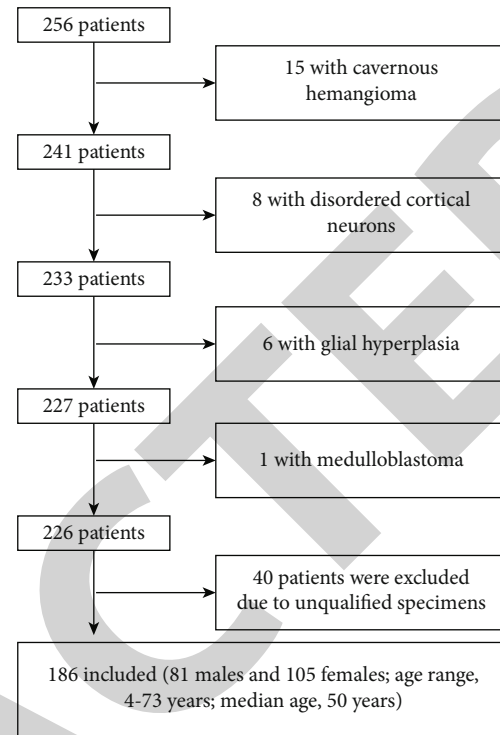 256 patients
15 with cavernous
hemangioma
241 patients
8 with disordered cortical
neurons
233 patients
6 with glial hyperplasia
227 patients
1 with medulloblastoma
226 patients
40 patients were excluded
due to unqualified specimens
186 included (81 males and 105 females; age range,
4-73 years; median age, 50 years)